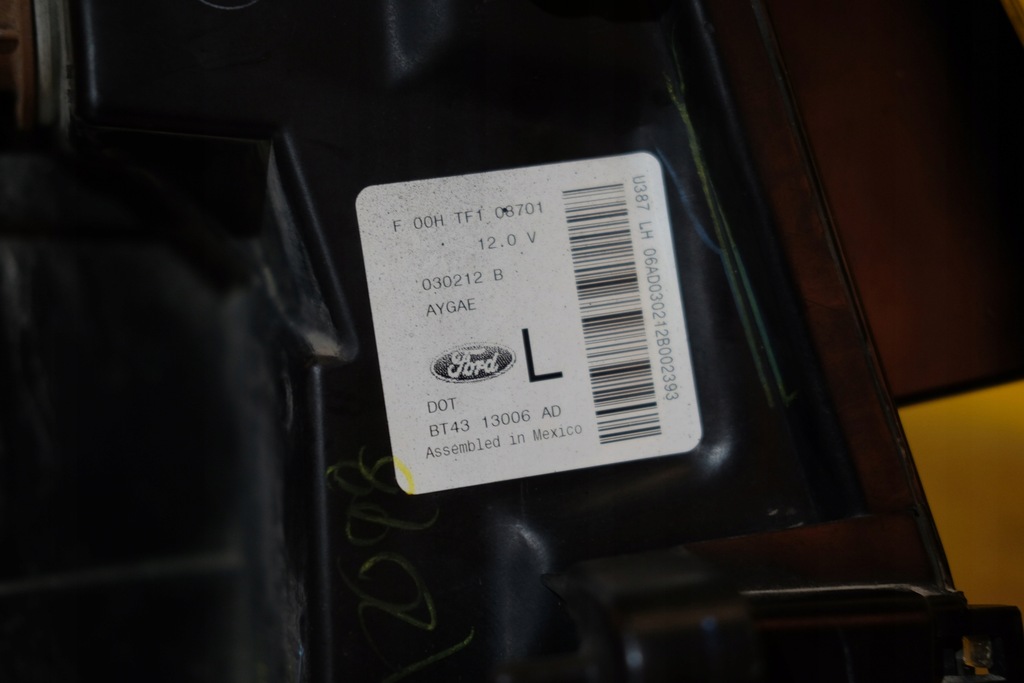 F 00H TF1 08701
12.0 V
030212 B
AYGAE
Ford
L
DOT
BT43 13006 AD
Assembled in Mexico
U387 LH 06AD030212B002393